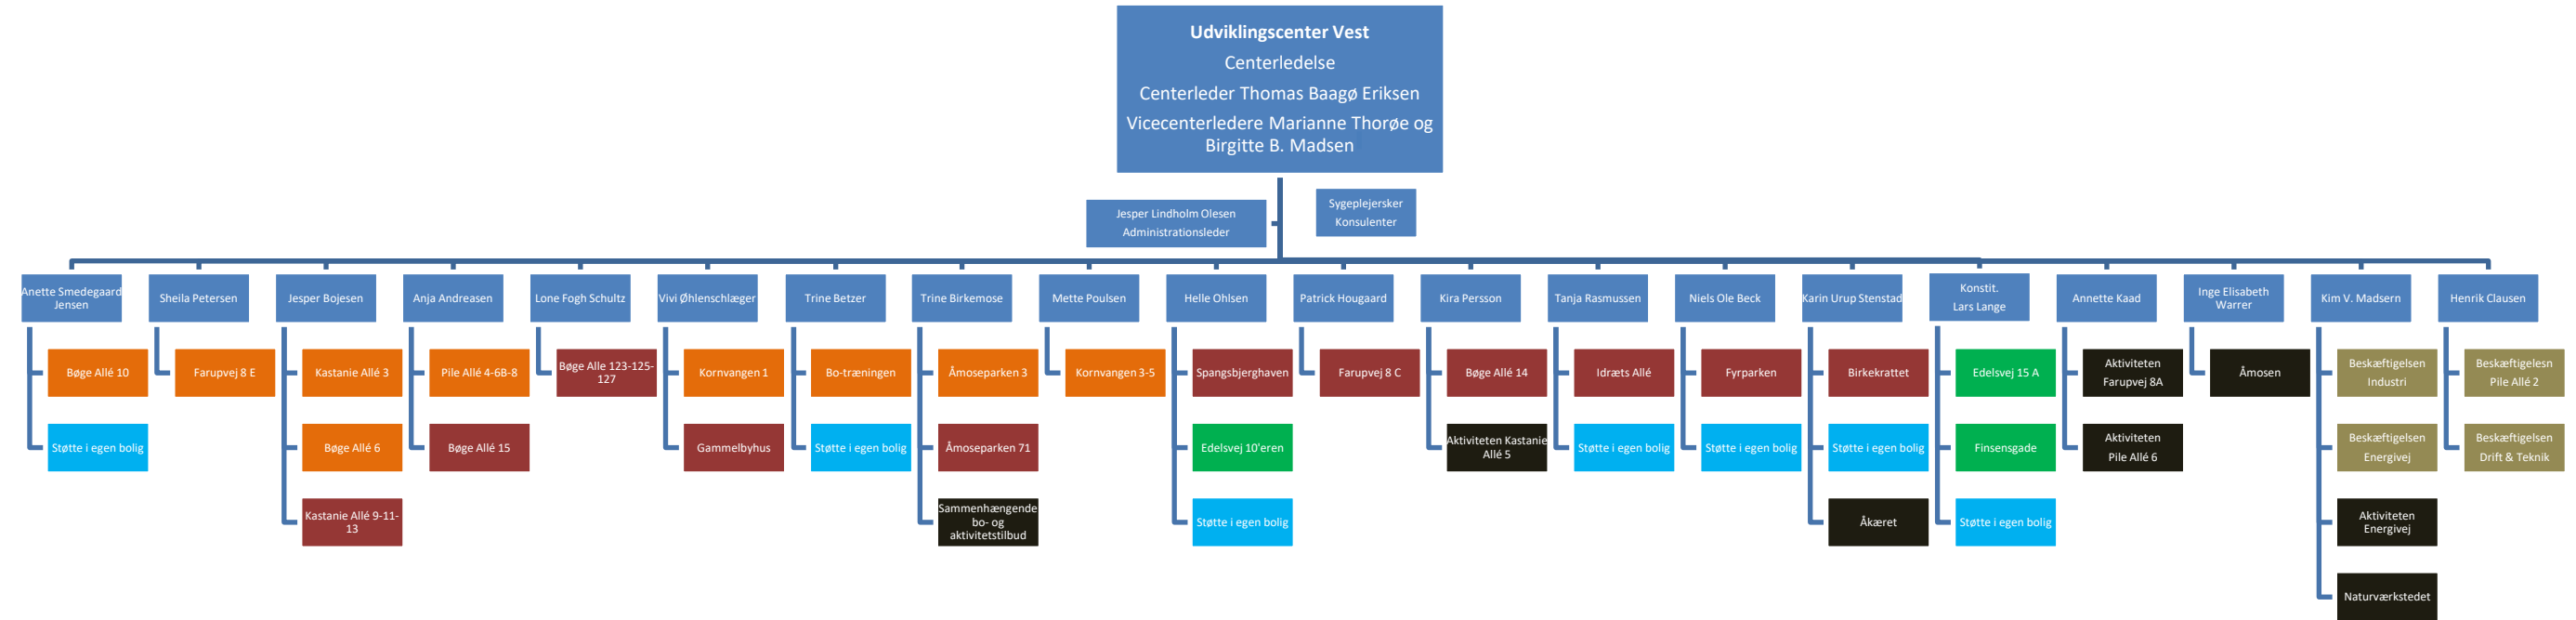 Udviklingscenter Vest
Centerledelse
Centerleder Thomas Baagø Eriksen
Vicecenterledere Marianne Thorøe og
Birgitte B. Madsen
Jesper Lindholm Olesen
Administrationsleder
Sygeplejersker
Konsulenter
Anette Smedegaard
Jensen
Bøge Allé 10
Støtte i egen bolig
Sheila Petersen
Farupvej 8 E
Jesper Bojesen
Kastanie Allé 3
Bøge Allé 6
Kastanie Allé 9-11-
13
Anja Andreasen
Pile Allé 4-6B-8
Bøge Allé 15
Lone Fogh Schultz
Bøge Alle 123-125-
127
Vivi Øhlenschlæger
Kornvangen 1
Gammelbyhus
Trine Betzer
Bo-træningen
Støtte i egen bolig
Trine Birkemose
Åmoseparken 3
Åmoseparken 71
Sammenhængende
bo- og
aktivitetstilbud
Mette Poulsen
Kornvangen 3-5
Helle Ohlsen
Spangsbjerghaven
Edelsvej 10'eren
Støtte i egen bolig
Patrick Hougaard
Farupvej 8 C
Kira Persson
Bøge Allé 14
Aktiviteten Kastanie
Allé 5
Tanja Rasmussen
Idræts Allé
Støtte i egen bolig
Niels Ole Beck
Fyrparken
Støtte i egen bolig
Karin Urup Stenstad
Birkekrattet
Støtte i egen bolig
Åkæret
Konstit.
Lars Lange
Edelsvej 15 A
Finsensgade
Støtte i egen bolig
Annette Kaad
Aktiviteten
Farupvej 8A
Aktiviteten
Pile Allé 6
Inge Elisabeth
Warrer
Åmosen
Kim V. Madsern
Beskæftigelsen
Industri
Beskæftigelsen
Energivej
Aktiviteten
Energivej
Naturværkstedet
Henrik Clausen
Beskæftigelesn
Pile Allé 2
Beskæftigelsen
Drift & Teknik